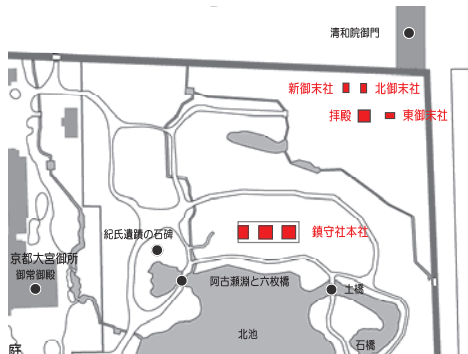 清和院御門
新御末社
北御末社
拝殿
東御末社
紀氏遺蹟の石碑
鎮守社本社
京都大宮御所
御常御殿
阿古瀬淵と六枚橋
土橋
北池
石橋
庭